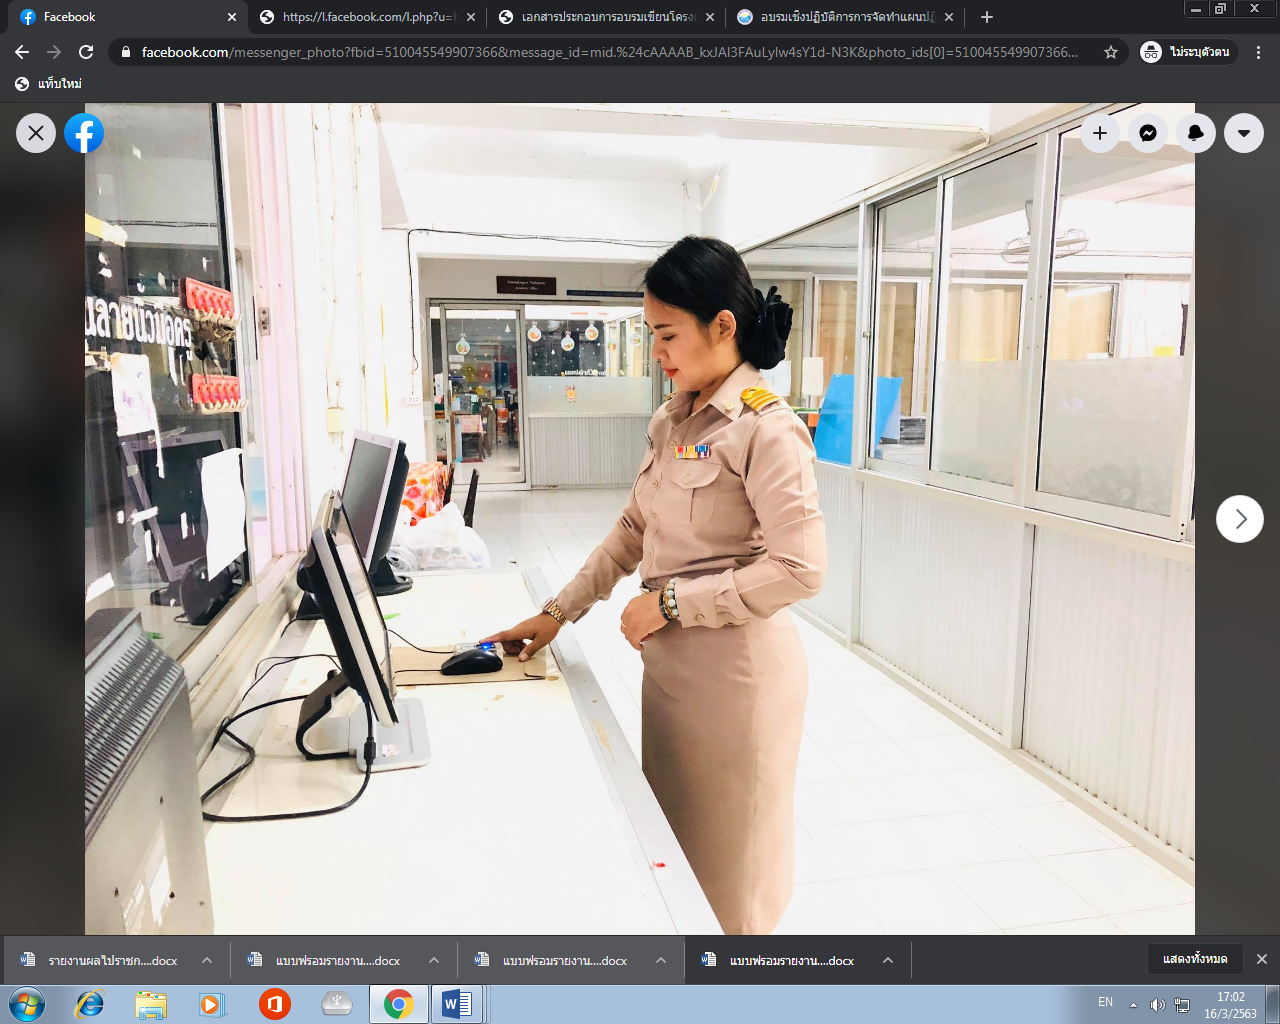 Facebook
https://l.facebook.com/l.php?u=h
เอกสารประกอบการอบรมเขียนโครง
อบรมเชิงปฏิบัติการการจัดทำแผนปฏิ
facebook.com/messenger_photo?fbid=510045549907366&message_id=mid.%24cAAAAB_kxJAl3FAuLylw4sY1d-N3K&photo_ids[0]=510045549907366...
ไม่ระบุตัวตน
แท็บใหม่
รายงานผลไปราชก....docx
แบบฟรอมรายงาน....docx
แบบฟรอมรายงาน....docx
แบบฟรอมรายงาน....docx
แสดงทั้งหมด
EN
17:02
16/3/2563